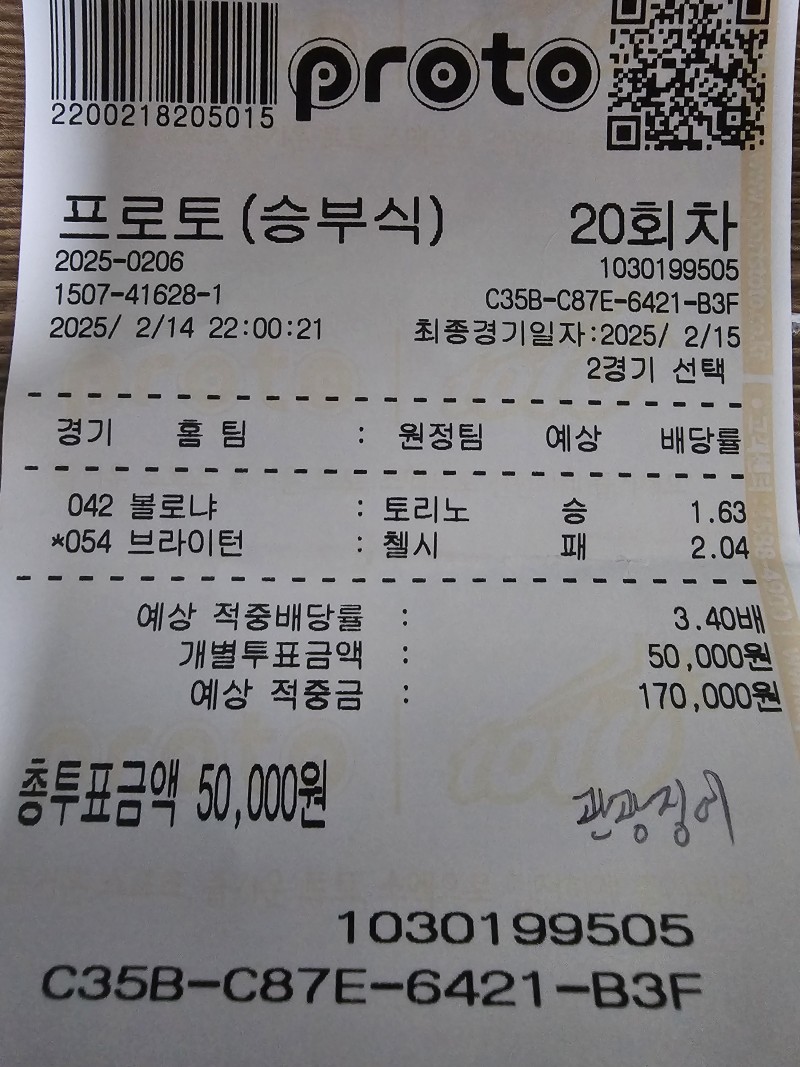 2200218205015
proto
프로토(승부식) 20회차
2025-0206 1030199505
1507-41628-1 C35B-C87E-6421-B3F
2025/ 2/14 22:00:21 최종경기일자:2025/ 2/15
2경기 선택
경기 홈 팀 : 원정팀 예상 배당률
042 볼로냐 : 토리노 승 1.63
*054 브라이턴 : 첼시 패 2.04
예상 적중배당률 : 3.40배
개별투표금액 : 50,000원
예상 적중금 : 170,000원
총투표금액 50,000원
관광징어
1030199505
C35B-C87E-6421-B3F